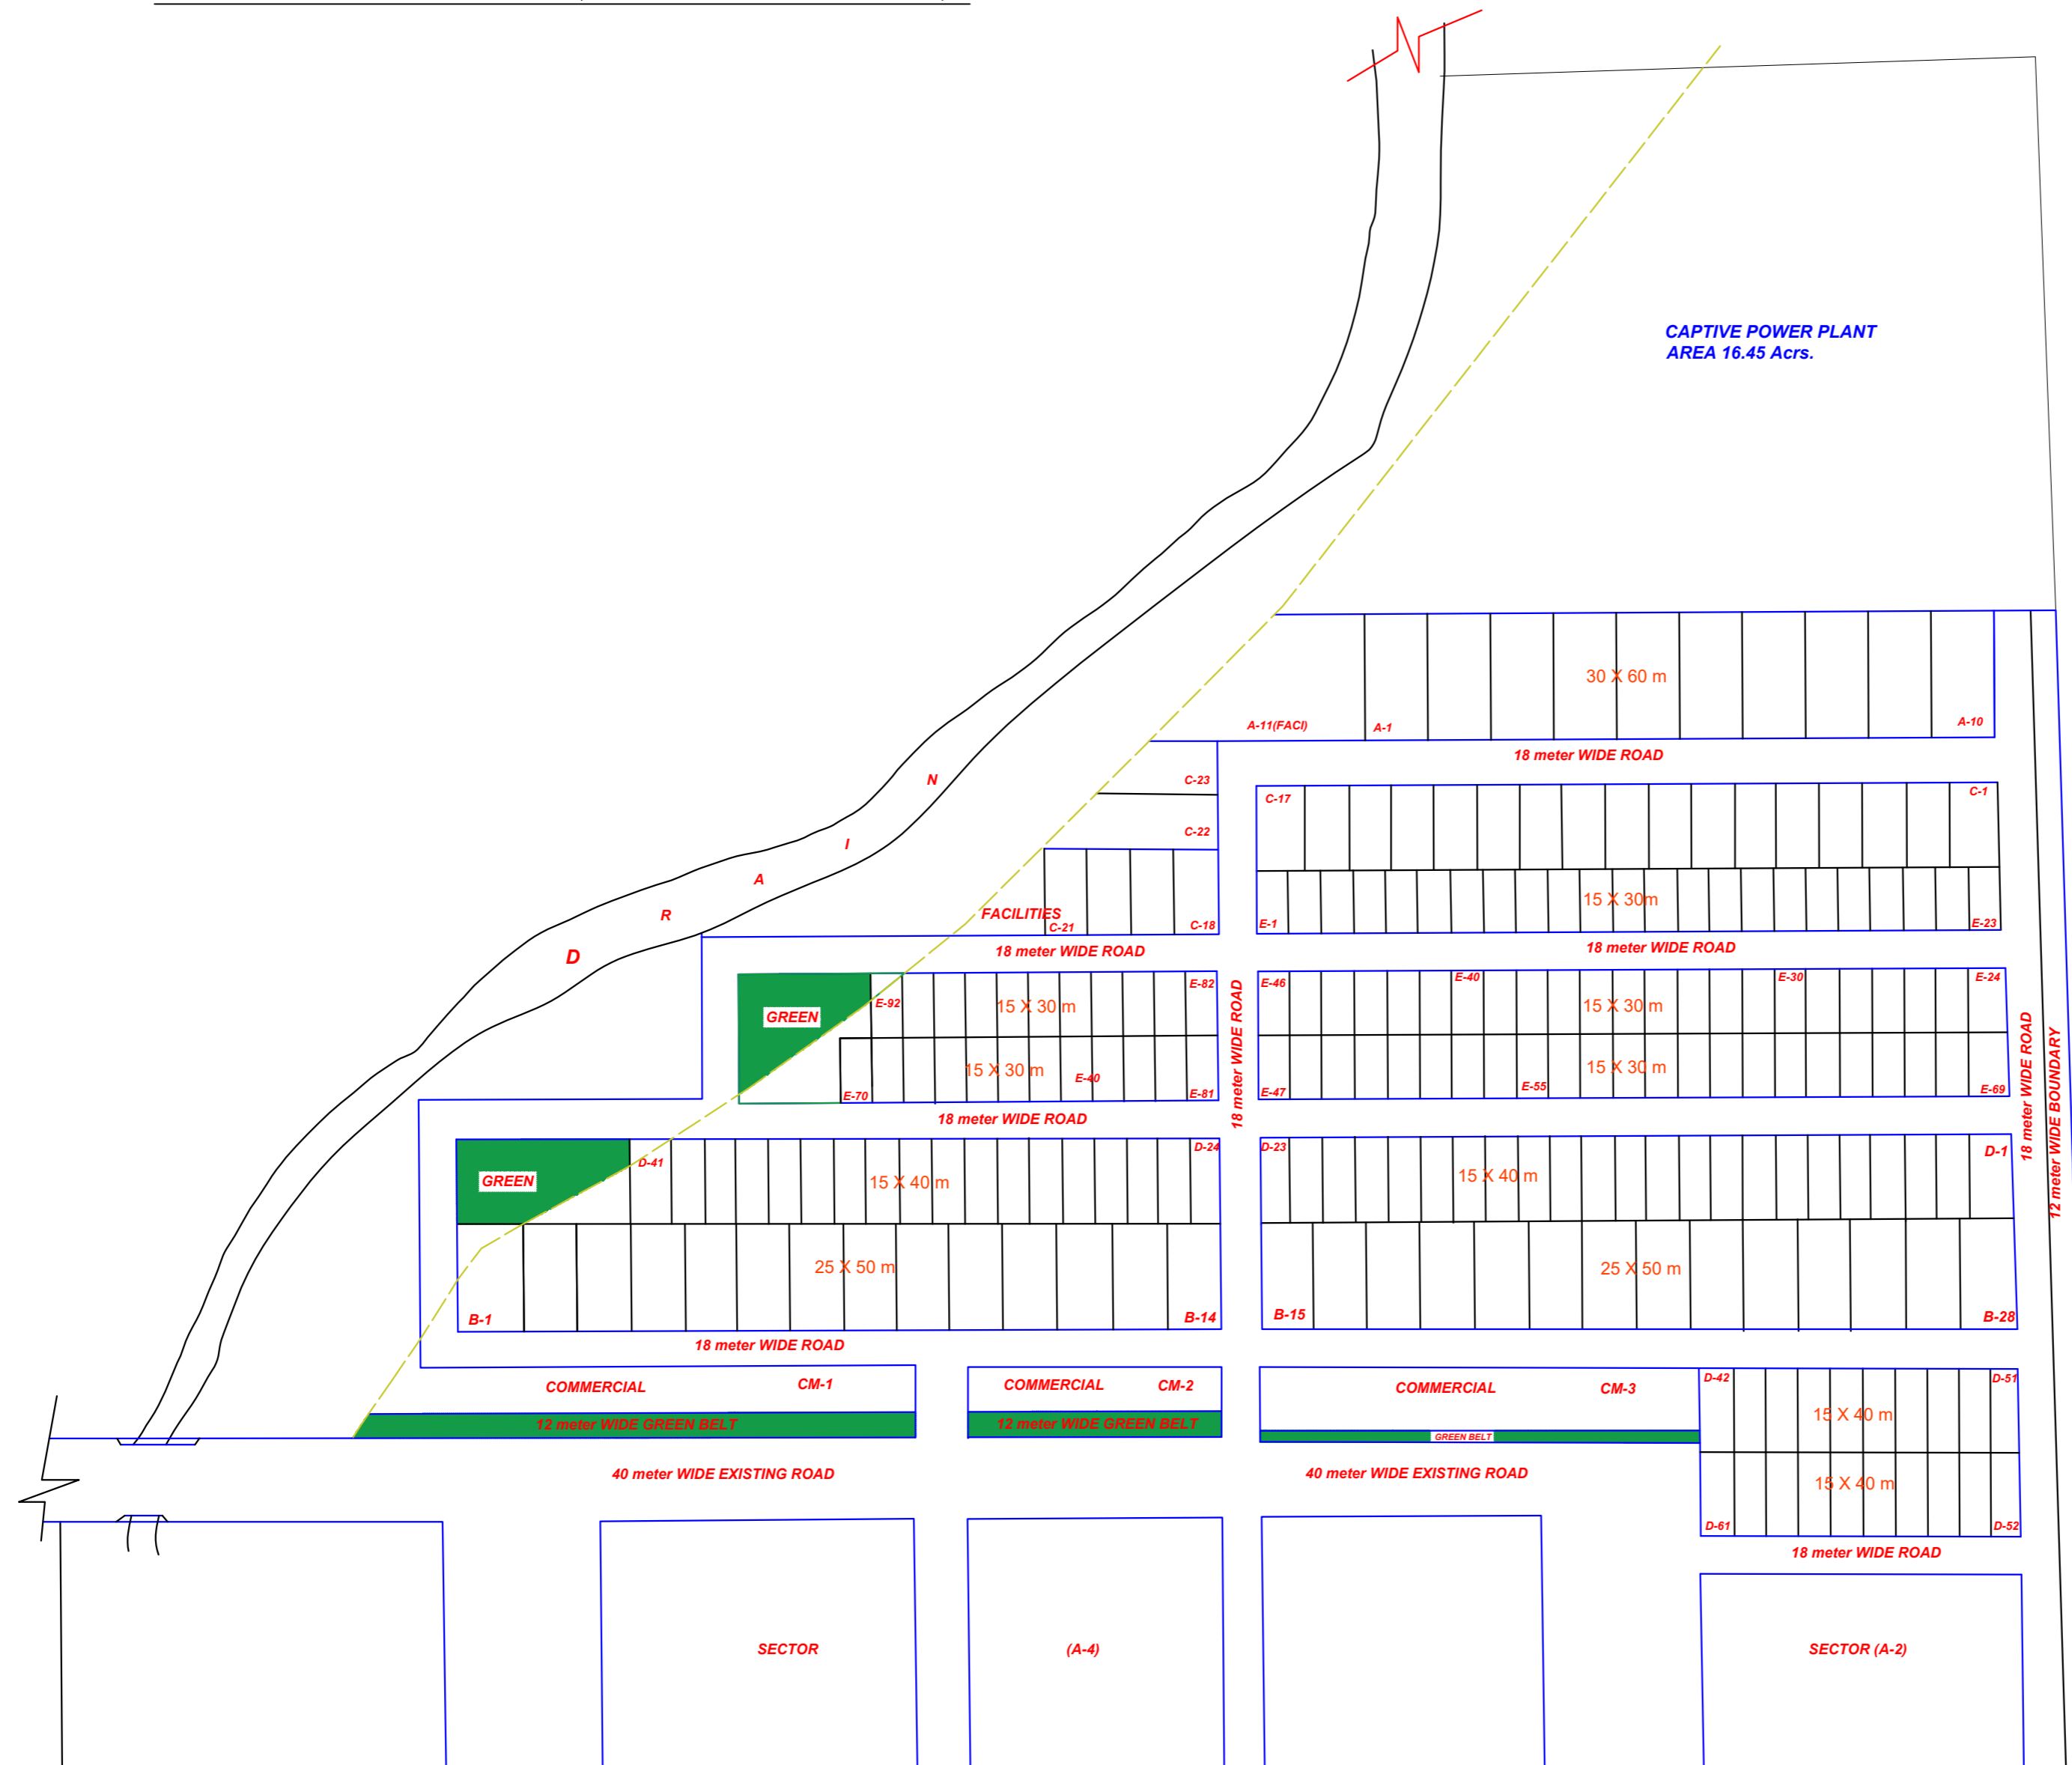 CAPTIVE POWER PLANT
AREA 16.45 Acrs.
30 X 60 m
A-11(FACI)
A-1
A-10
18 meter WIDE ROAD
N
C-23
C-17
C-1
C-22
I
A
R
D
15 X 30m
FACILITIES
C-21
C-18
E-1
E-23
18 meter WIDE ROAD
18 meter WIDE ROAD
E-92
E-82
E-46
E-40
E-30
E-24
GREEN
15 X 30 m
15 X 30 m
15 X 30 m
E-40
15 X 30 m
E-70
E-81
E-47
E-55
E-69
18 meter WIDE ROAD
18 meter WIDE ROAD
18 meter WIDE ROAD
12 meter WIDE BOUNDARY
D-41
D-24
D-23
D-1
GREEN
15 X 40 m
15 X 40 m
25 X 50 m
25 X 50 m
B-1
B-14
B-15
B-28
18 meter WIDE ROAD
COMMERCIAL
CM-1
COMMERCIAL
CM-2
COMMERCIAL
CM-3
D-42
D-51
12 meter WIDE GREEN BELT
12 meter WIDE GREEN BELT
GREEN BELT
15 X 40 m
40 meter WIDE EXISTING ROAD
40 meter WIDE EXISTING ROAD
15 X 40 m
D-61
D-52
18 meter WIDE ROAD
SECTOR
(A-4)
SECTOR (A-2)